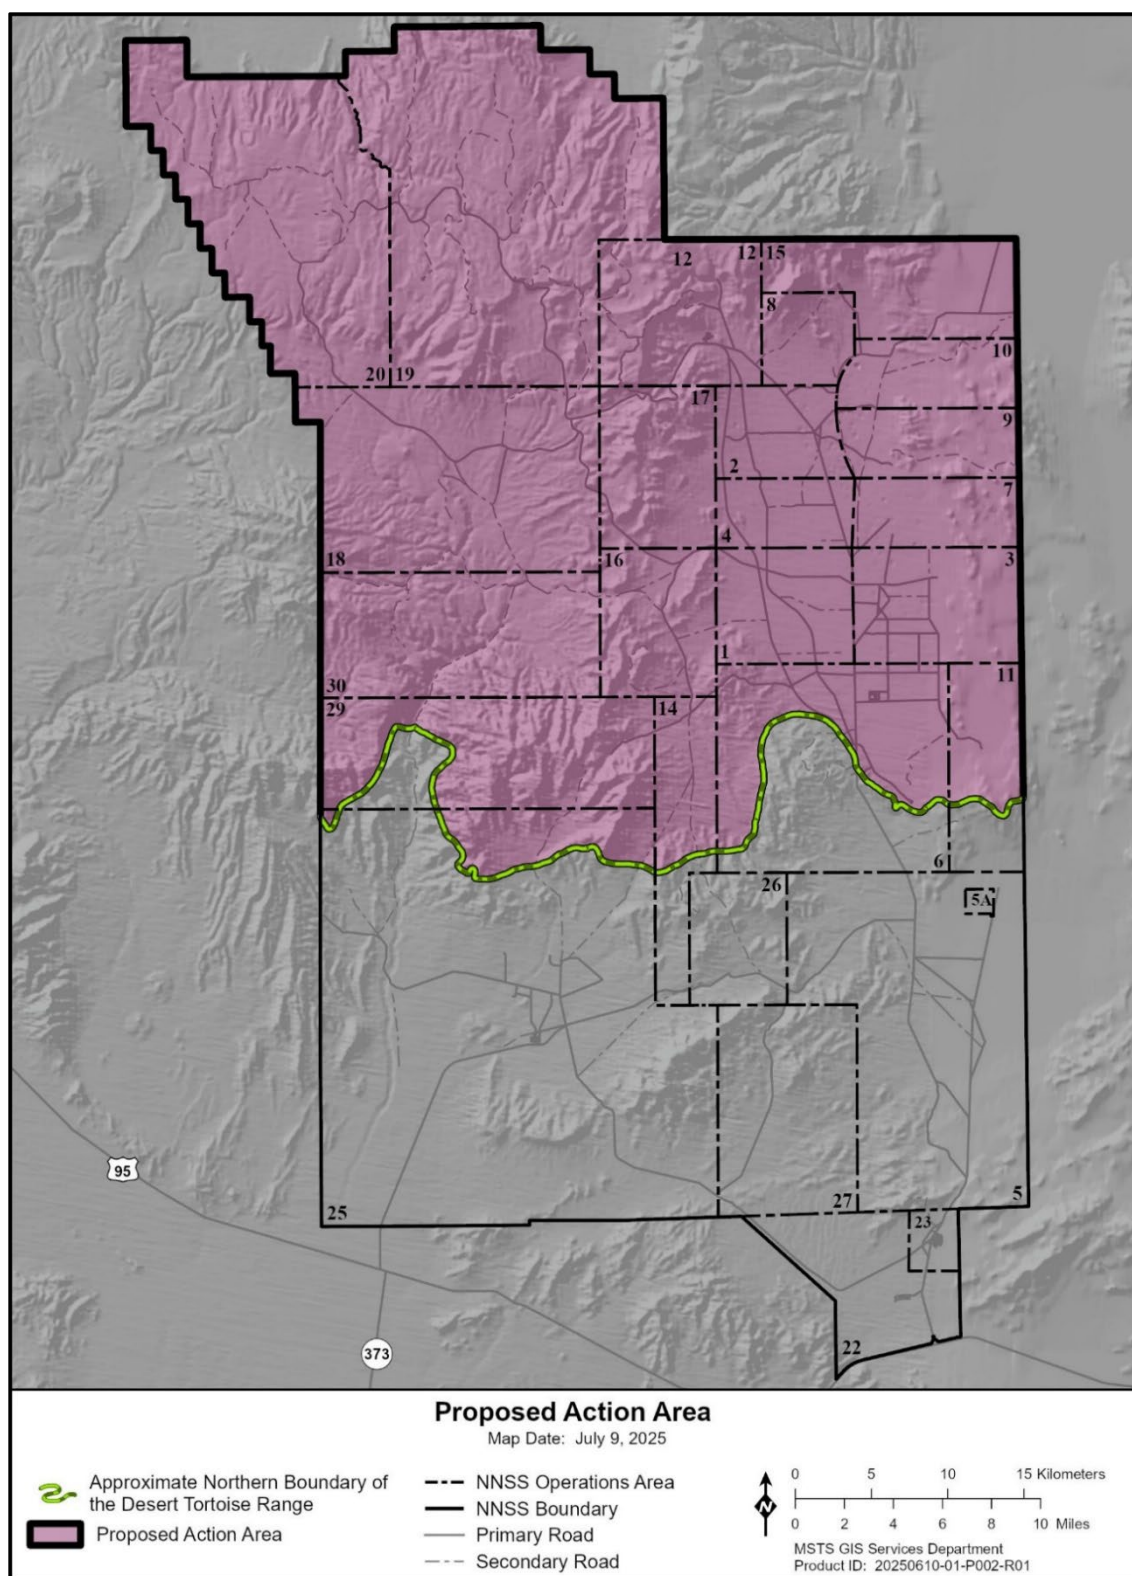 12
12
15
8
10
20
19
17
9
2
7
4
18
16
3
1
11
30
29
14
6
26
5A
95
25
27
5
23
373
22
Proposed Action Area
Map Date: July 9, 2025
Approximate Northern Boundary of
the Desert Tortoise Range
Proposed Action Area
NNSS Operations Area
NNSS Boundary
Primary Road
Secondary Road
N
0 5 10 15 Kilometers
0 2 4 6 8 10 Miles
MSTS GIS Services Department
Product ID: 20250610-01-P002-R01